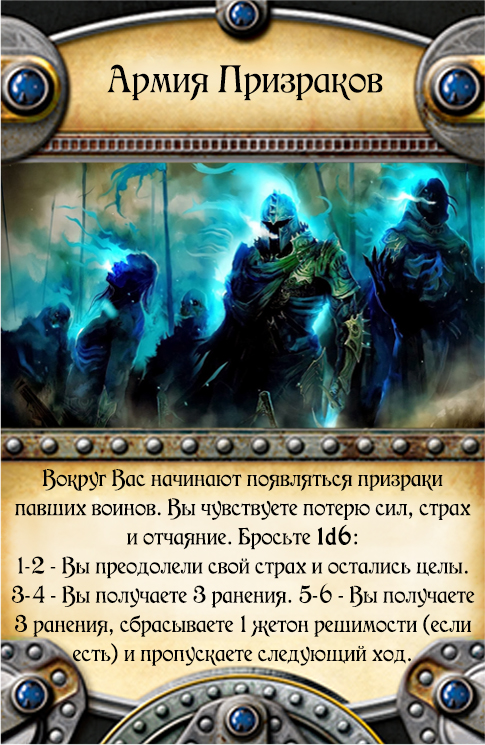 Армия Призраков
Вокруг Вас начинают появляться призраки
павших воинов. Вы чувствуете потерю сил, страх
и отчаяние. Бросьте 1d6:
1-2 - Вы преодолели свой страх и остались целы.
3-4 - Вы получаете 3 ранения. 5-6 - Вы получаете
3 ранения, сбрасываете 1 жетон решимости (если
есть) и пропускаете следующий ход.